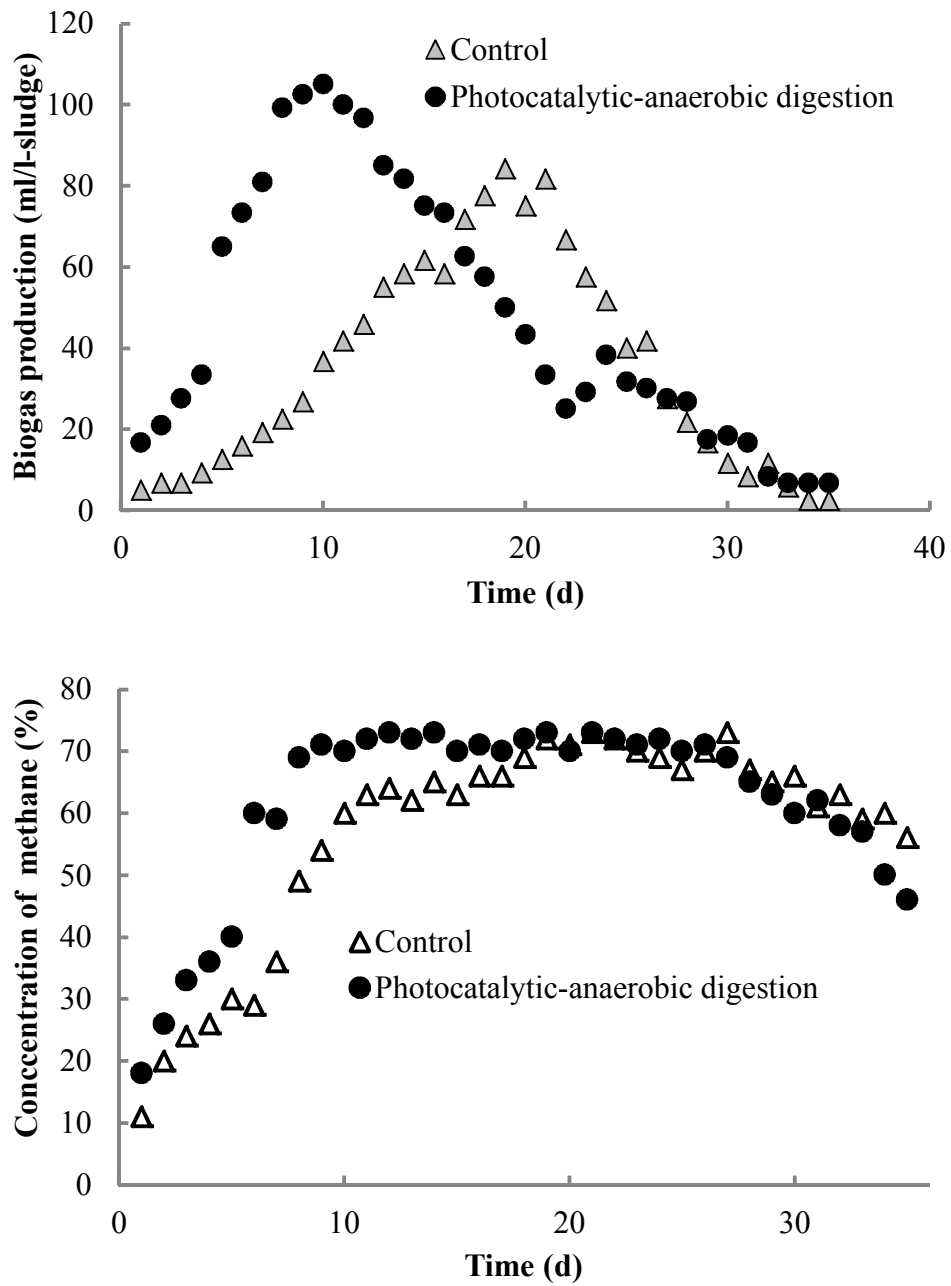 120
100
80
60
40
20
0
Biogas production (ml/l-sludge)
Control
Photocatalytic-anaerobic digestion
0 10 20 30 40
Time (d)
80
70
60
50
40
30
20
10
0
Conccentration of methane (%)
Control
Photocatalytic-anaerobic digestion
0 10 20 30
Time (d)